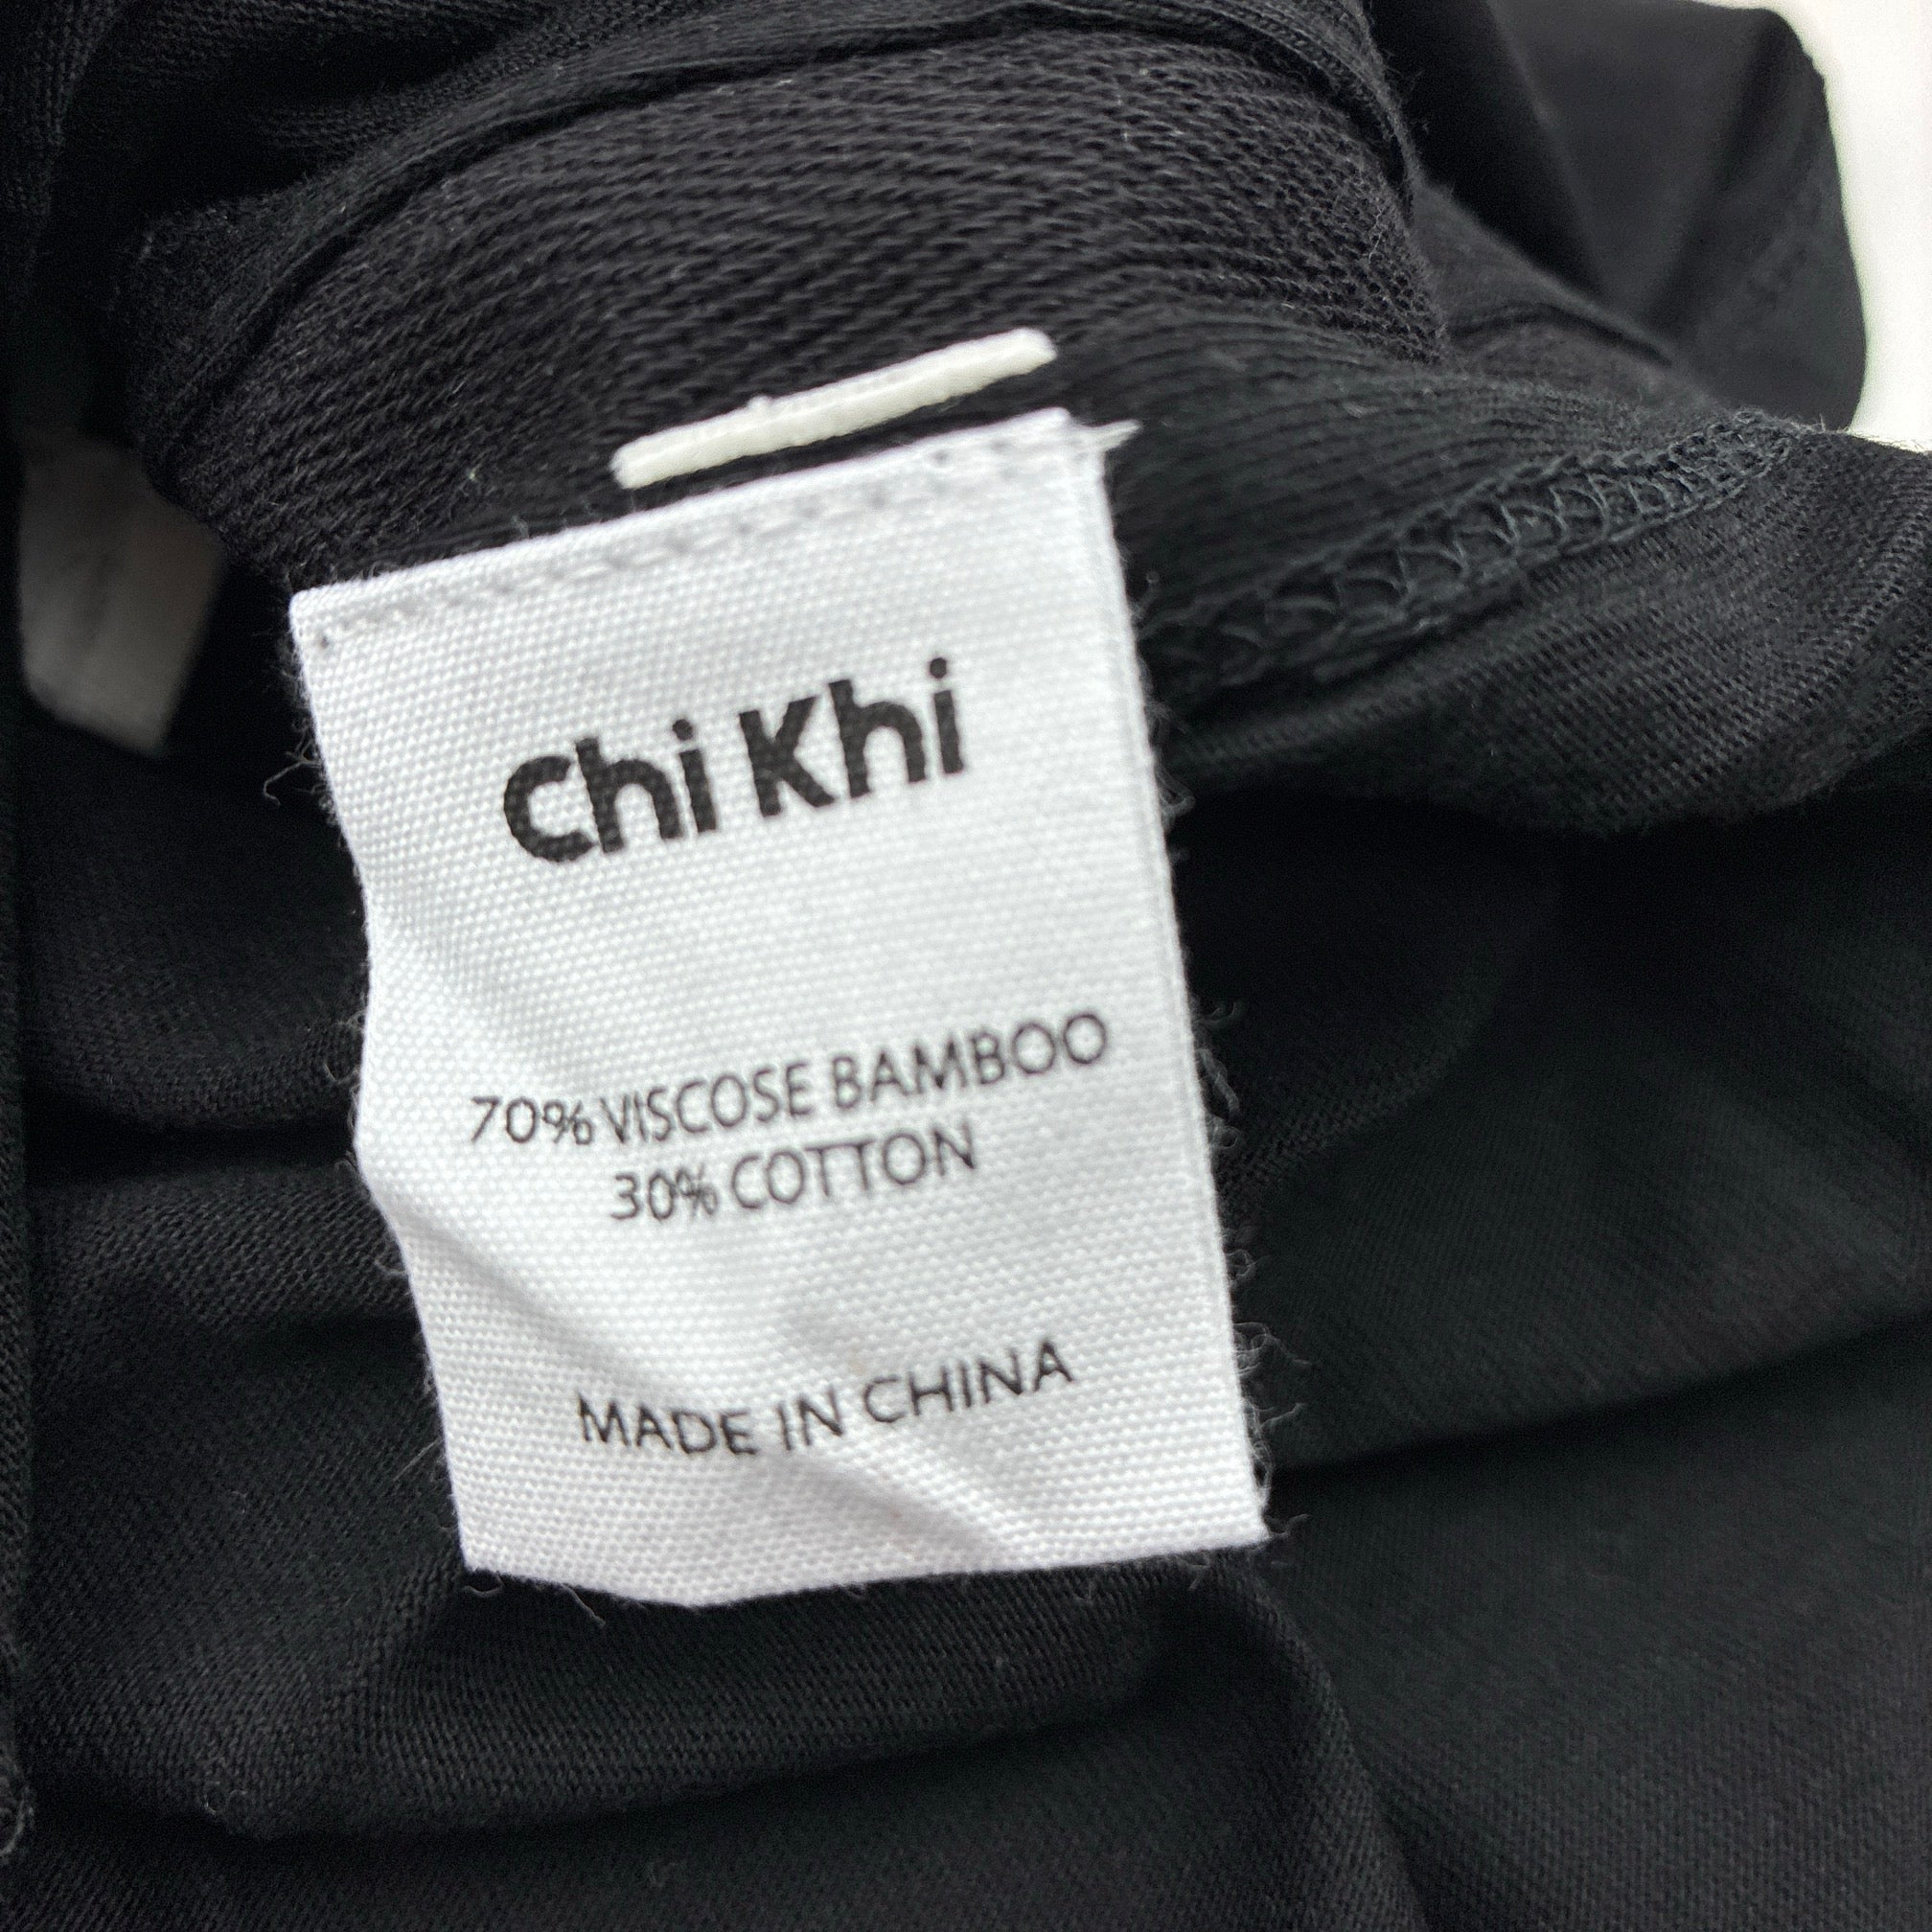 Chi Khi
70% VISCOSE BAMBOO
30% COTTON
MADE IN CHINA